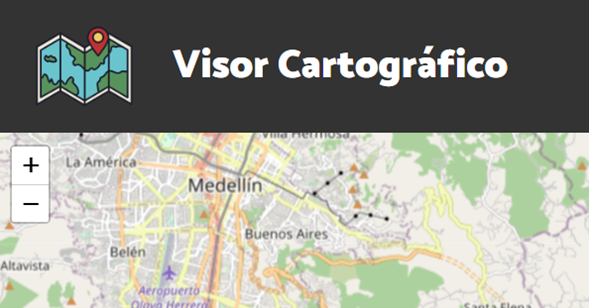 Visor Cartográfico
Villa Hermosa
+
La América
Medellín
−
Buenos Aires
Belén
Altavista
Aeropuerto
Olaya Herrera
Santa Elena